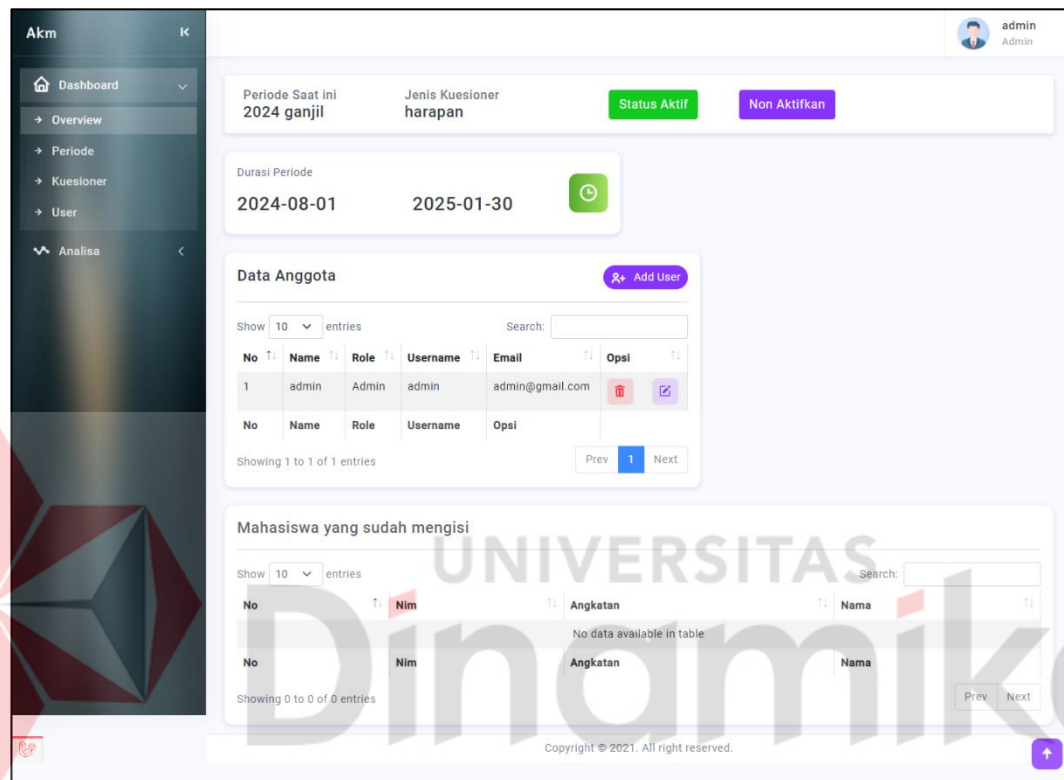 Akm
admin
Admin
Dashboard
Overview
Periode
Kuesioner
User
Analisa
Periode Saat ini Jenis Kuesioner
2024 ganjil harapan
Status Aktif Non Aktifkan
Durasi Periode
2024-08-01 2025-01-30
Data Anggota Add User
Show 10 entries Search:
No Name Role Username Email Opsi
1 admin Admin admin admin@gmail.com
No Name Role Username Opsi
Showing 1 to 1 of 1 entries Prev 1 Next
Mahasiswa yang sudah mengisi
UNIVERSITAS
Show 10 entries Search:
No Nim Angkatan Nama
No data available in table
Dinamika
No Nim Angkatan Nama
Showing 0 to 0 of 0 entries Prev Next
Copyright © 2021. All right reserved.